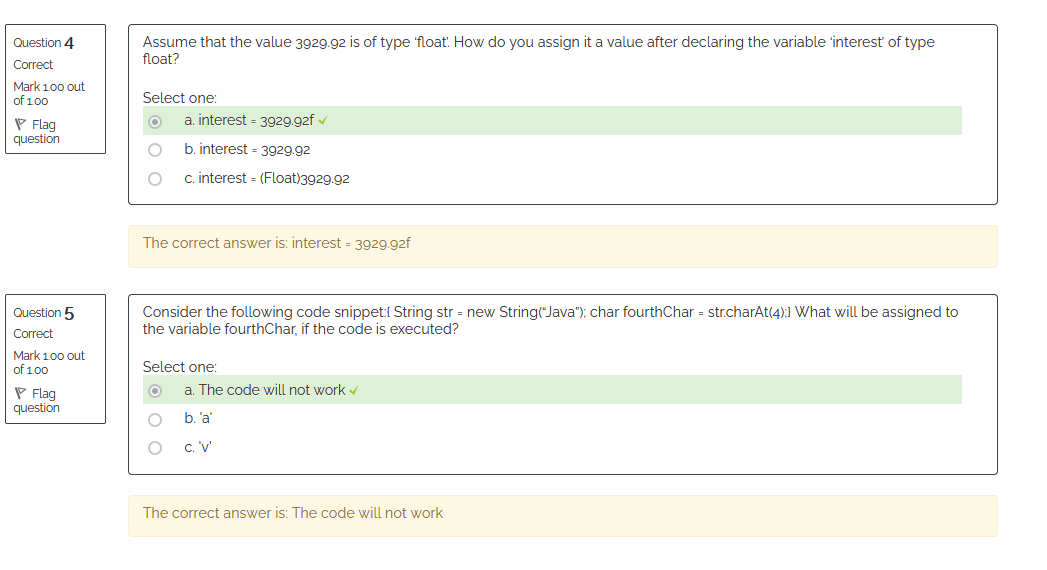 Question 4
Correct
Mark 1.00 out
of 1.00
Flag
question
Assume that the value 3929.92 is of type 'float'. How do you assign it a value after declaring the variable 'interest' of type
float?
Select one:
a. interest = 3929.92f
b. interest = 3929.92
c. interest = (Float)3929.92
The correct answer is: interest = 3929.92f
Question 5
Correct
Mark 1.00 out
of 1.00
Flag
question
Consider the following code snippet:{ String str = new String("Java"); char fourthChar = str.charAt(4);} What will be assigned to
the variable fourthChar, if the code is executed?
Select one:
a. The code will not work
b. 'a'
c. 'v'
The correct answer is: The code will not work